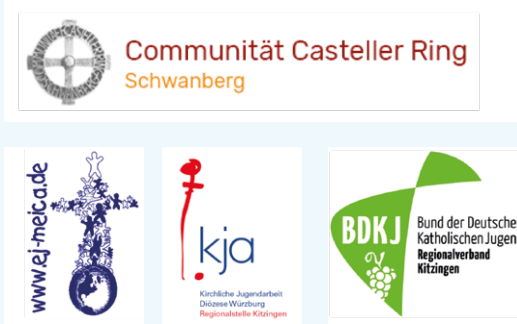 Communität Casteller Ring
Schwanberg
www.ej-meica.de
kja
Kirchliche Jugendarbeit
Diözese Würzburg
Regionalstelle Kitzingen
BDKJ
Bund der Deutsche
Katholischen Jugen
Regionalverband
Kitzingen